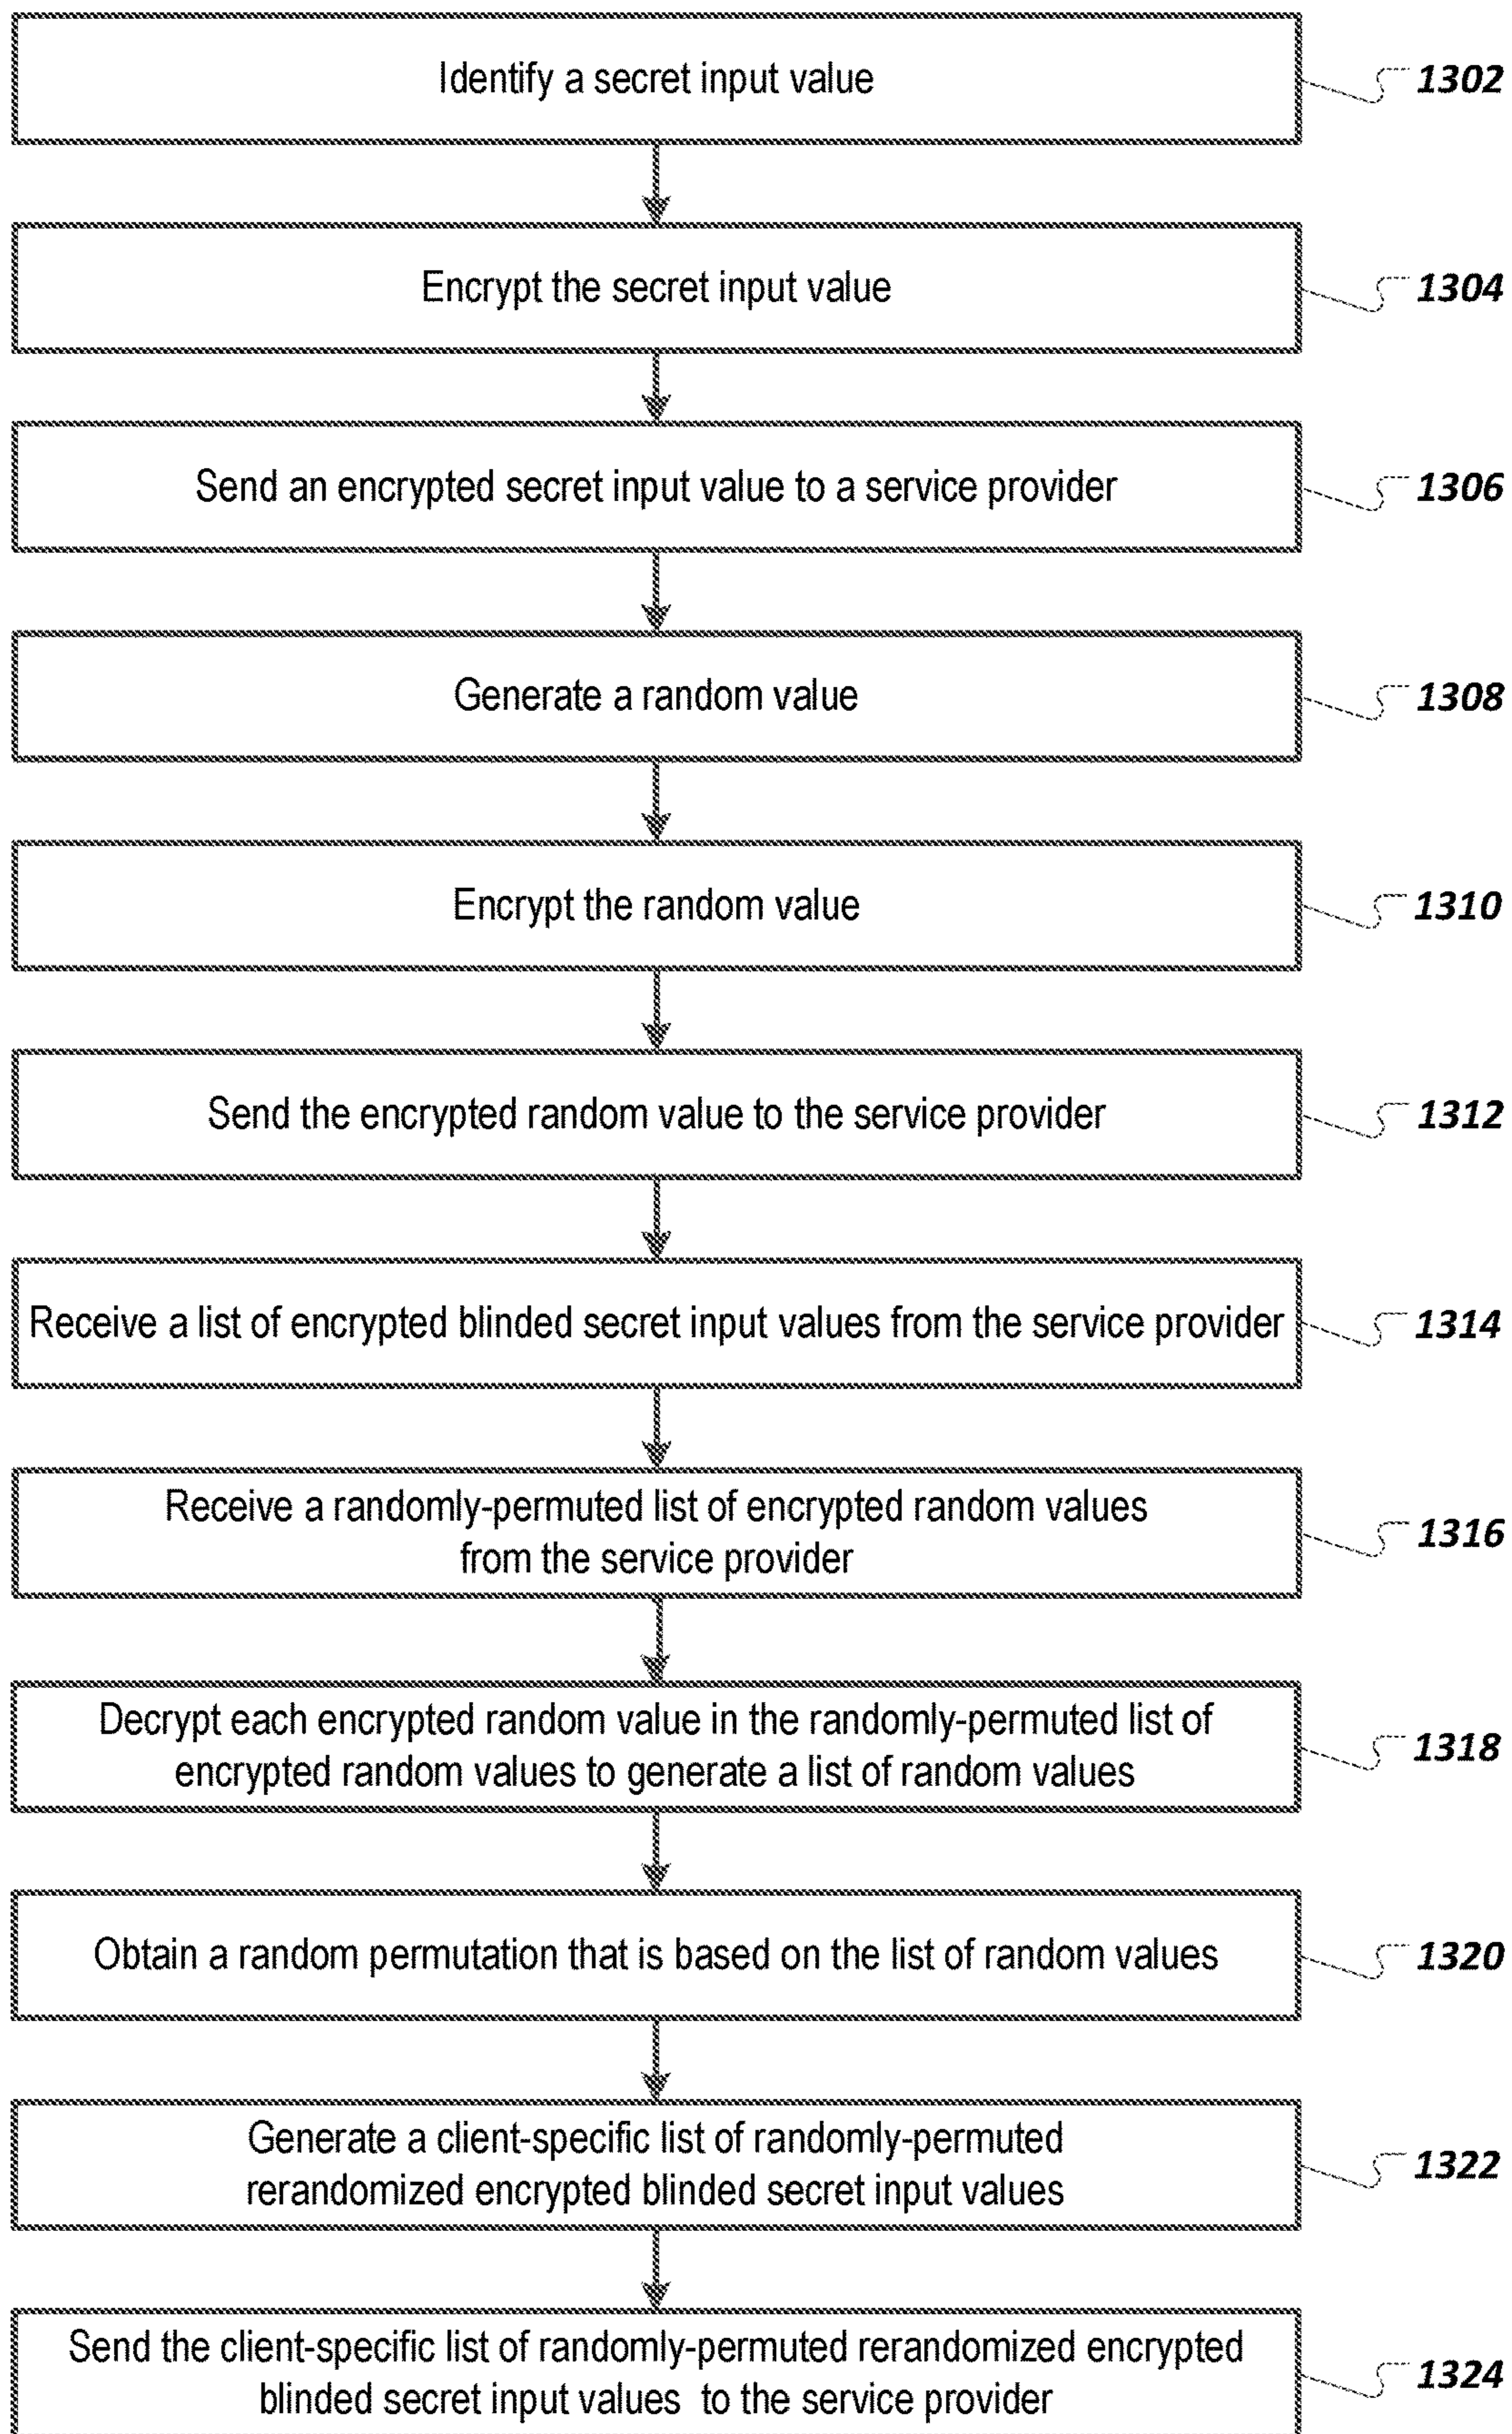 Identify a secret input value
1302
Encrypt the secret input value
1304
Send an encrypted secret input value to a service provider
1306
Generate a random value
1308
Encrypt the random value
1310
Send the encrypted random value to the service provider
1312
Receive a list of encrypted blinded secret input values from the service provider
1314
Receive a randomly-permuted list of encrypted random values
from the service provider
1316
Decrypt each encrypted random value in the randomly-permuted list of
encrypted random values to generate a list of random values
1318
Obtain a random permutation that is based on the list of random values
1320
Generate a client-specific list of randomly-permuted
rerandomized encrypted blinded secret input values
1322
Send the client-specific list of randomly-permuted rerandomized encrypted
blinded secret input values to the service provider
1324